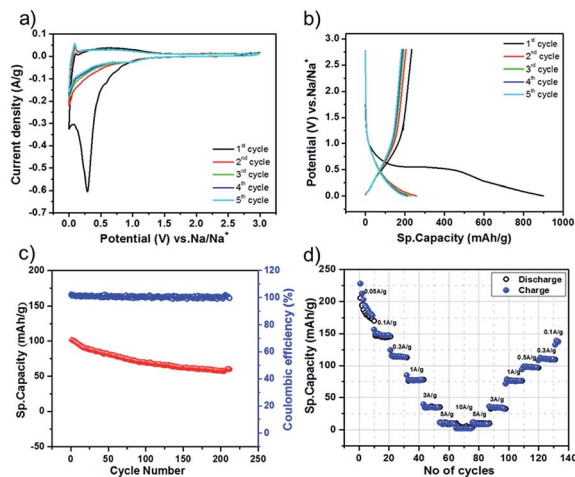 a)
0.1
0.0
-0.1
-0.2
-0.3
-0.4
-0.5
-0.6
-0.7
Current density (A/g)
1st cycle
2nd cycle
3rd cycle
4th cycle
5th cycle
0.0 0.5 1.0 1.5 2.0 2.5 3.0
Potential (V) vs.Na/Na+
b)
3.0
2.5
2.0
1.5
1.0
0.5
0.0
Potential (V) vs.Na/Na+
1st cycle
2nd cycle
3rd cycle
4th cycle
5th cycle
0 200 400 600 800 1000
Sp.Capacity (mAh/g)
c)
200
150
100
50
0
-50
Sp.Capacity (mAh/g)
120
100
80
60
40
20
0
Coulombic efficiency (%)
0 50 100 150 200 250
Cycle Number
d)
250
200
150
100
50
0
Sp.Capacity (mAh/g)
Discharge
Charge
0.05A/g
0.1A/g
0.3A/g
1A/g
3A/g
5A/g
10A/g
5A/g
3A/g
1A/g
0.5A/g
0.3A/g
0.1A/g
0 20 40 60 80 100 120 140
No of cycles